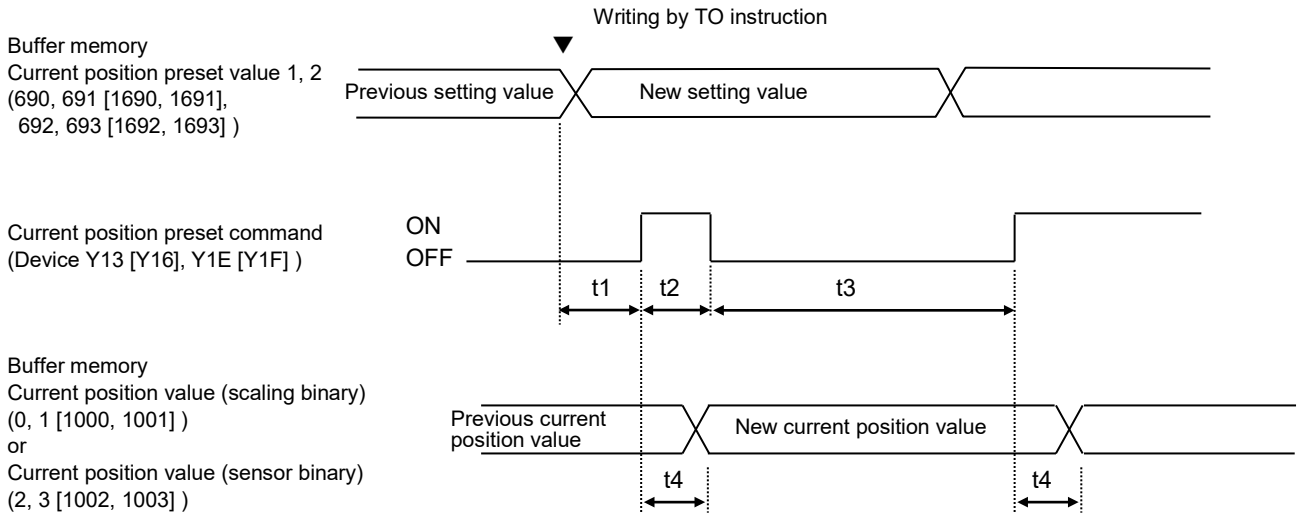 Writing by TO instruction
Buffer memory
Current position preset value 1, 2
(690, 691 [1690, 1691],
692, 693 [1692, 1693] )
Previous setting value
New setting value
Current position preset command
(Device Y13 [Y16], Y1E [Y1F] )
ON
OFF
t1
t2
t3
Buffer memory
Current position value (scaling binary)
(0, 1 [1000, 1001] )
or
Current position value (sensor binary)
(2, 3 [1002, 1003] )
Previous current
position value
New current position value
t4
t4